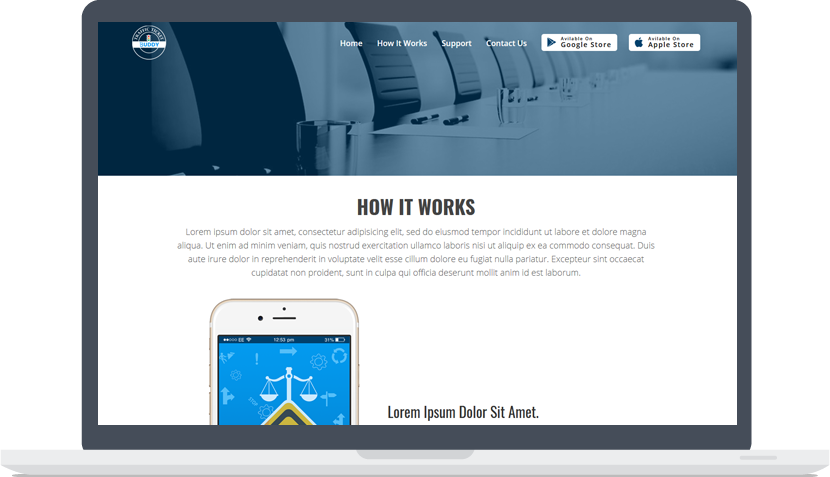 TRAFFIC TICKET
BUDDY
Home How It Works Support Contact Us
Avilable On
Google Store
Avilable On
Apple Store
HOW IT WORKS
Lorem ipsum dolor sit amet, consectetur adipisicing elit, sed do eiusmod tempor incididunt ut labore et dolore magna
aliqua. Ut enim ad minim veniam, quis nostrud exercitation ullamco laboris nisi ut aliquip ex ea commodo consequat. Duis
aute irure dolor in reprehenderit in voluptate velit esse cillum dolore eu fugiat nulla pariatur. Excepteur sint occaecat
cupidatat non proident, sunt in culpa qui officia deserunt mollit anim id est laborum.
EE 12:53 pm 31%
STOP
Lorem Ipsum Dolor Sit Amet.